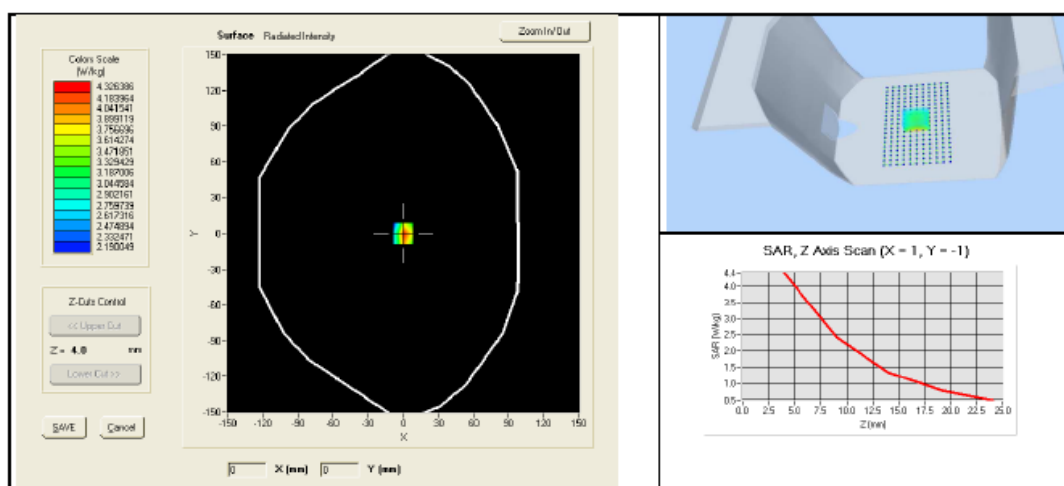 Surface Radiated Intensity
Zoom In/Out
Colors Scale
[W/kg]
4.326386
4.183964
4.041541
3.899119
3.756696
3.614274
3.471851
3.329429
3.187006
3.044584
2.902161
2.759739
2.617316
2.474894
2.332471
2.190049
150
120
90
60
30
0
-30
-60
-90
-120
-150
Y
-150 -120 -90 -60 -30 0 30 60 90 120 150
X
Z-Cuts Control
<< Upper Cut
Z = 4.0 mm
Lower Cut >>
SAVE Cancel
0 X (mm) 0 Y (mm)
SAR, Z Axis Scan (X = 1, Y = -1)
4.4
4.0
3.5
3.0
2.5
2.0
1.5
1.0
0.5
SAR [W/kg]
0.0 2.5 5.0 7.5 10.0 12.5 15.0 17.5 20.0 22.5 25.0
Z (mm)